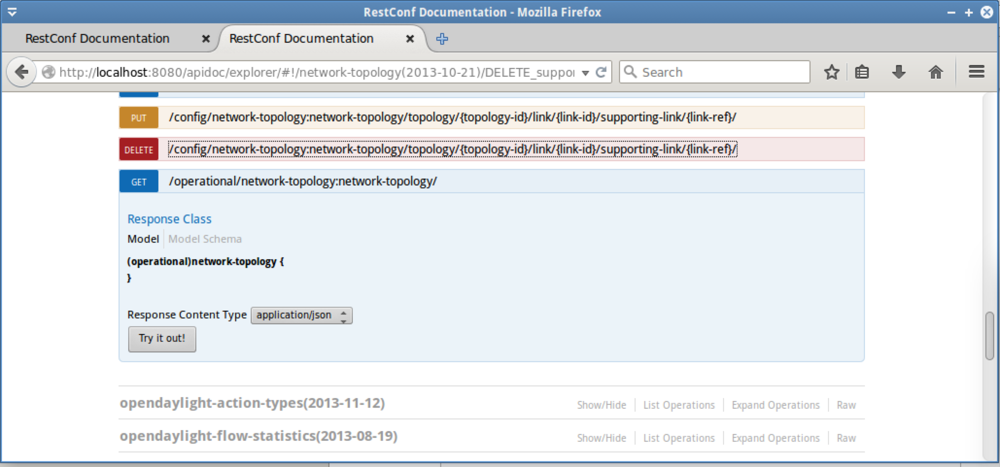 RestConf Documentation - Mozilla Firefox
RestConf Documentation RestConf Documentation
http://localhost:8080/apidoc/explorer/#!/network-topology(2013-10-21)/DELETE_suppo Search
PUT /config/network-topology:network-topology/topology/{topology-id}/link/{link-id}/supporting-link/{link-ref}/
DELETE /config/network-topology:network-topology/topology/{topology-id}/link/{link-id}/supporting-link/{link-ref}/
GET /operational/network-topology:network-topology/
Response Class
Model Model Schema
(operational)network-topology {
}
Response Content Type application/json
Try it out!
opendaylight-action-types(2013-11-12) Show/Hide List Operations Expand Operations Raw
opendaylight-flow-statistics(2013-08-19) Show/Hide List Operations Expand Operations Raw